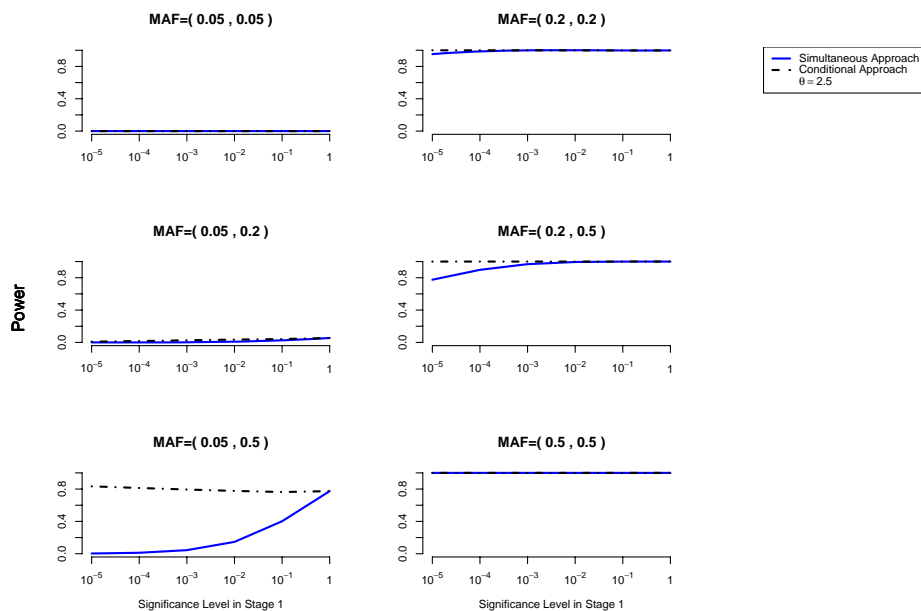 MAF=( 0.05 , 0.05 )
0.0 0.4 0.8
10⁻⁵ 10⁻⁴ 10⁻³ 10⁻² 10⁻¹ 1
MAF=( 0.2 , 0.2 )
0.0 0.4 0.8
10⁻⁵ 10⁻⁴ 10⁻³ 10⁻² 10⁻¹ 1
Simultaneous Approach
Conditional Approach
θ = 2.5
Power
MAF=( 0.05 , 0.2 )
0.0 0.4 0.8
10⁻⁵ 10⁻⁴ 10⁻³ 10⁻² 10⁻¹ 1
MAF=( 0.2 , 0.5 )
0.0 0.4 0.8
10⁻⁵ 10⁻⁴ 10⁻³ 10⁻² 10⁻¹ 1
MAF=( 0.05 , 0.5 )
0.0 0.4 0.8
10⁻⁵ 10⁻⁴ 10⁻³ 10⁻² 10⁻¹ 1
Significance Level in Stage 1
MAF=( 0.5 , 0.5 )
0.0 0.4 0.8
10⁻⁵ 10⁻⁴ 10⁻³ 10⁻² 10⁻¹ 1
Significance Level in Stage 1